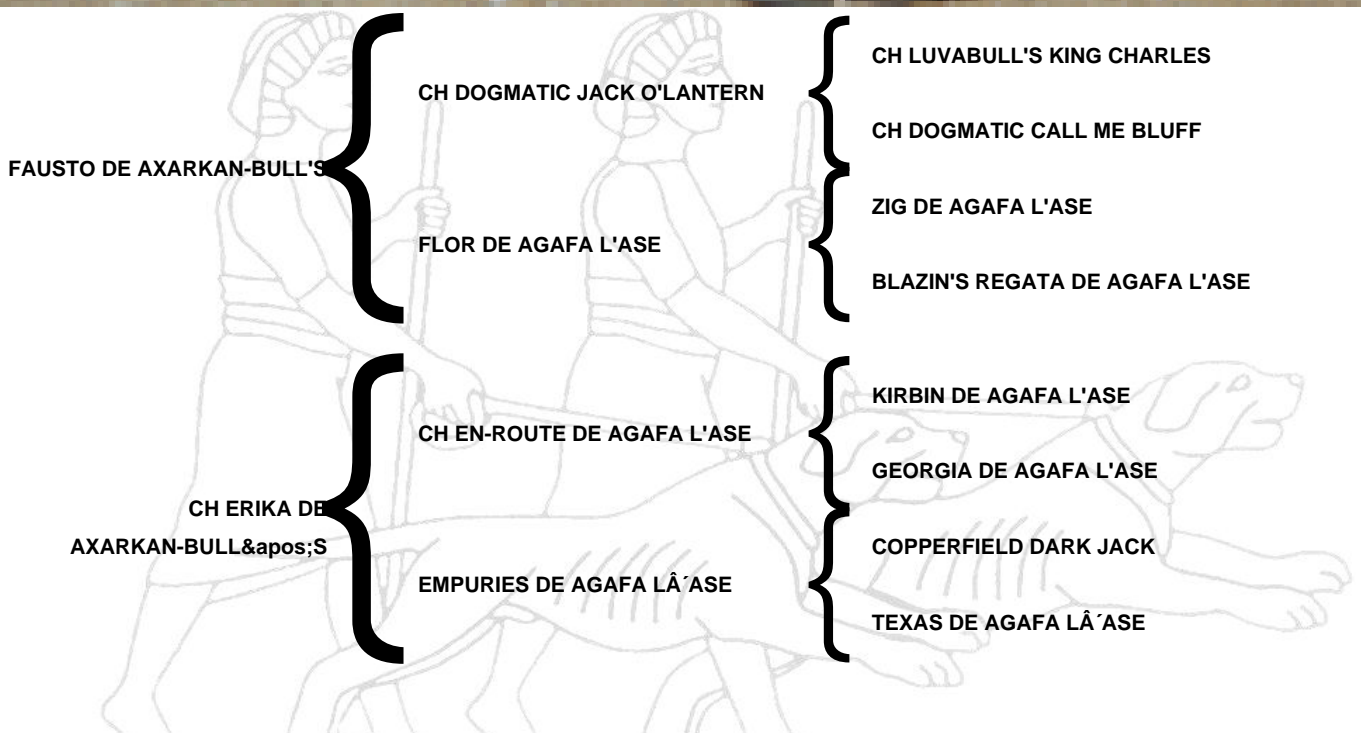 CH LUVABULL'S KING CHARLES
CH DOGMATIC JACK O'LANTERN
CH DOGMATIC CALL ME BLUFF
FAUSTO DE AXARKAN-BULL'S
ZIG DE AGAFA L'ASE
FLOR DE AGAFA L'ASE
BLAZIN'S REGATA DE AGAFA L'ASE
KIRBIN DE AGAFA L'ASE
CH EN-ROUTE DE AGAFA L'ASE
GEORGIA DE AGAFA L'ASE
CH ERIKA DE
AXARKAN-BULL&apos;S
COPPERFIELD DARK JACK
EMPURIES DE AGAFA LÂ´ASE
TEXAS DE AGAFA LÂ´ASE